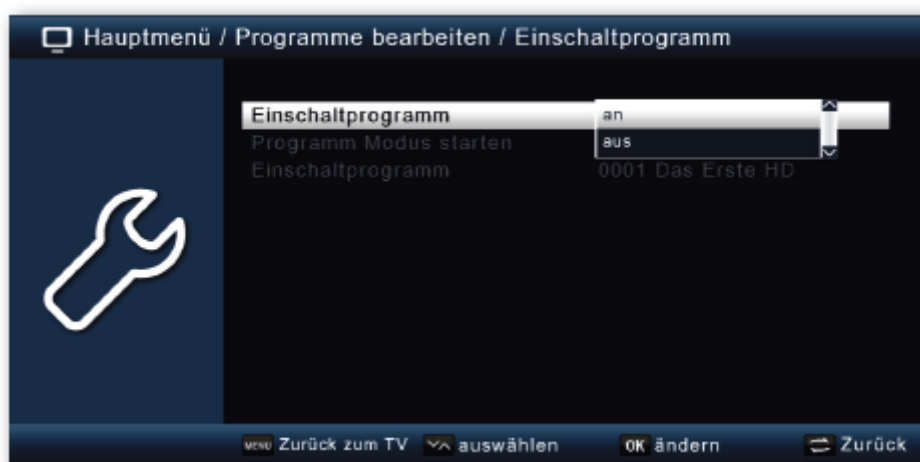 Hauptmenü / Programme bearbeiten / Einschaltprogramm
Einschaltprogramm an
Programm Modus starten aus
Einschaltprogramm 0001 Das Erste HD
MENU Zurück zum TV auswählen OK ändern Zurück